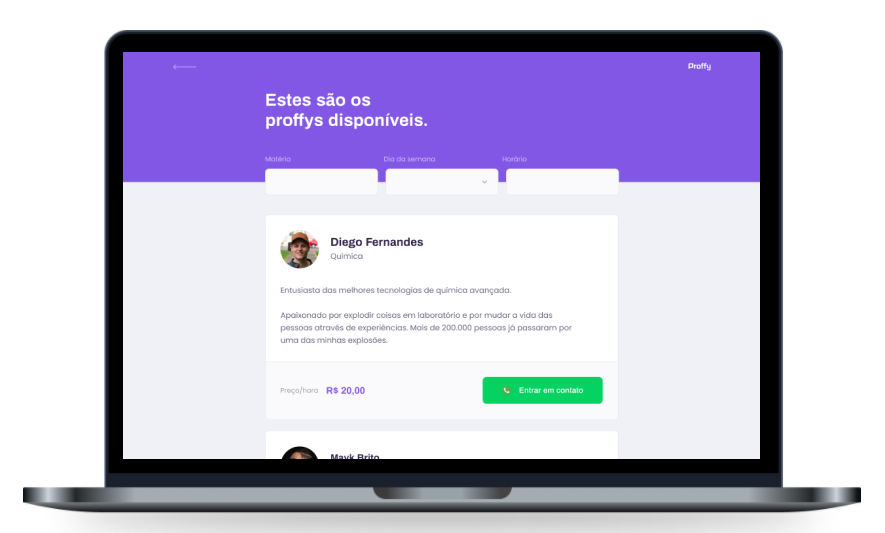 Proffy
Estes são os
proffys disponíveis.
Matéria
Dia da semana
Horário
Diego Fernandes
Química
Entusiasta das melhores tecnologias de química avançada.
Apaixonado por explodir coisas em laboratório e por mudar a vida das
pessoas através de experiências. Mais de 200.000 pessoas já passaram por
uma das minhas explosões.
Preço/hora R$ 20,00
Entrar em contato
Mayk Brito